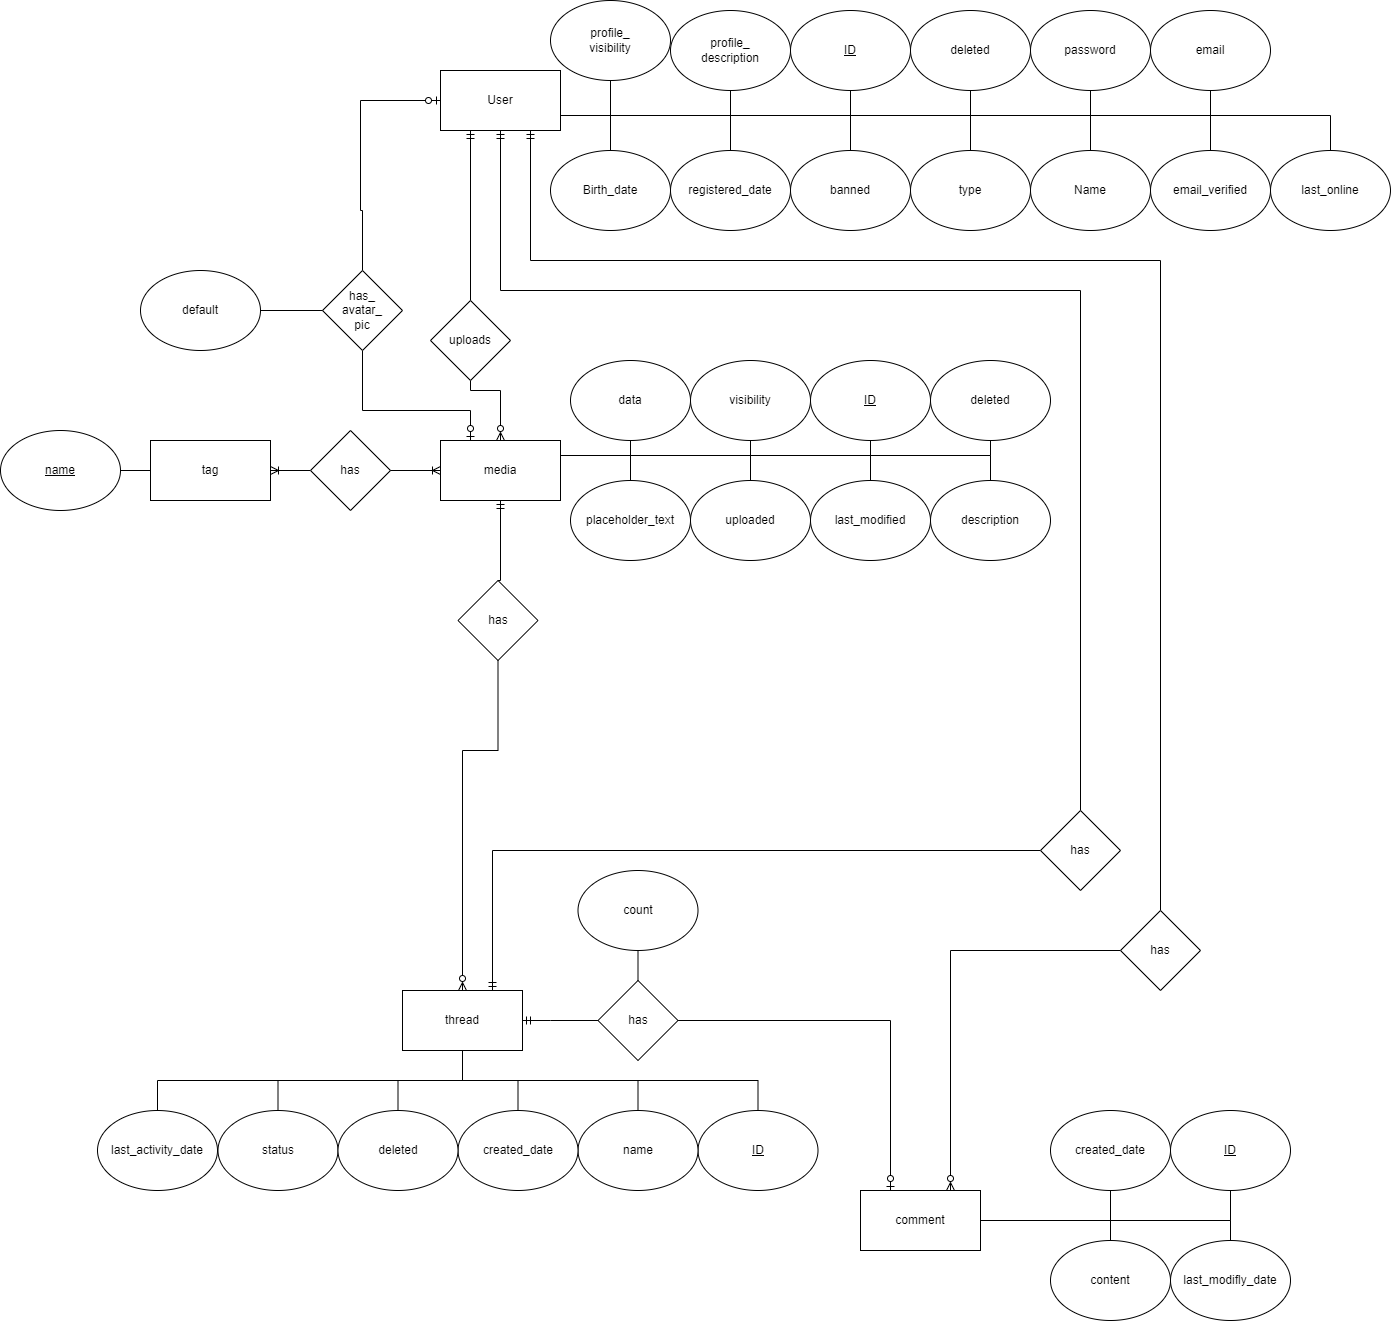 profile_
visibility
profile_
description
ID
deleted
password
email
User
Birth_date
registered_date
banned
type
Name
email_verified
last_online
default
has_
avatar_
pic
uploads
data
visibility
ID
deleted
name
tag
has
media
placeholder_text
uploaded
last_modified
description
has
has
count
has
thread
has
last_activity_date
status
deleted
created_date
name
ID
created_date
ID
comment
content
last_modifly_date